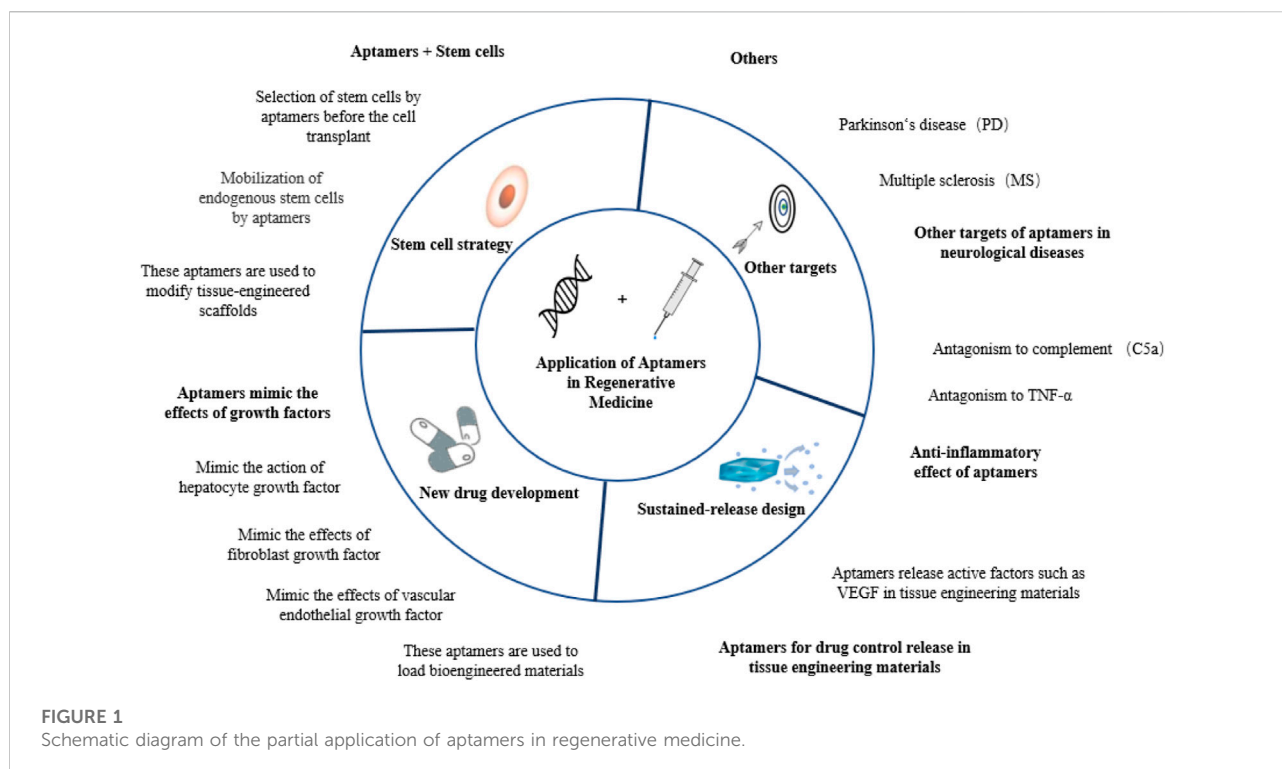 Aptamers + Stem cells
Selection of stem cells by
aptamers before the cell
transplant
Mobilization of
endogenous stem cells
by aptamers
These aptamers are used to
modify tissue-engineered
scaffolds
Aptamers mimic the
effects of growth factors
Mimic the action of
hepatocyte growth factor
Mimic the effects of
fibroblast growth factor
Mimic the effects of vascular
endothelial growth factor
These aptamers are used to
load bioengineered materials
Stem cell strategy
New drug development
+
Application of Aptamers
in Regenerative
Medicine
Other targets
Sustained-release design
Others
Parkinson‘s disease（PD）
Multiple sclerosis（MS）
Other targets of aptamers in
neurological diseases
Antagonism to complement （C5a）
Antagonism to TNF-α
Anti-inflammatory
effect of aptamers
Aptamers release active factors such as
VEGF in tissue engineering materials
Aptamers for drug control release in
tissue engineering materials
FIGURE 1
Schematic diagram of the partial application of aptamers in regenerative medicine.